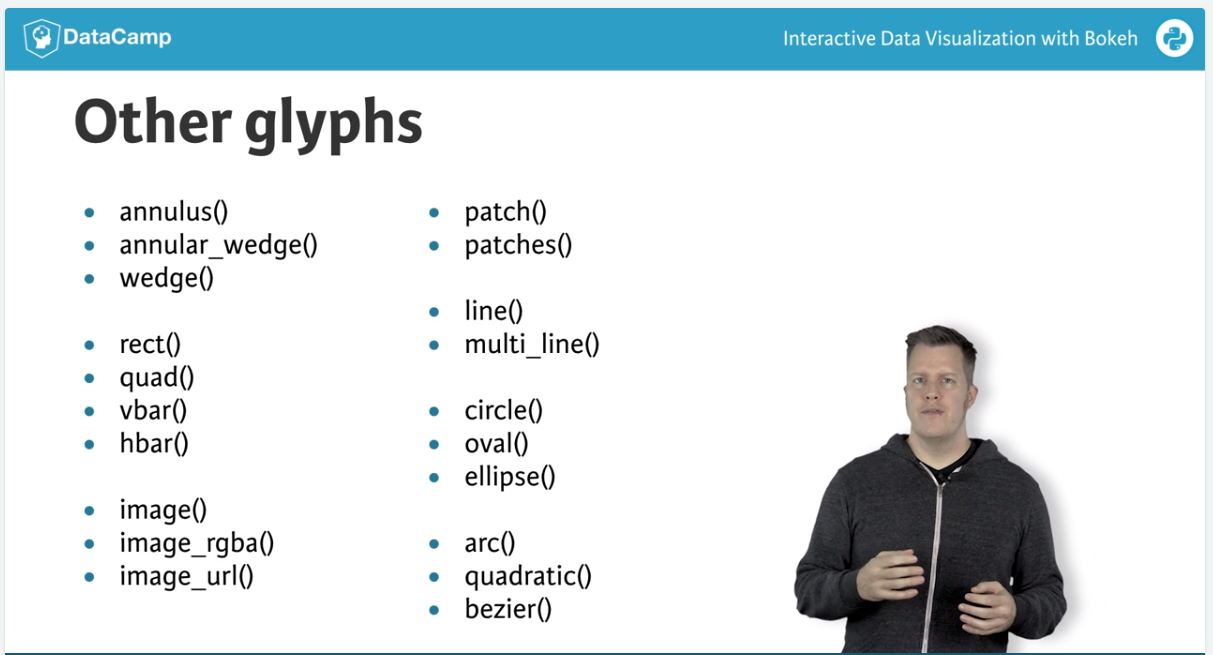 DataCamp
Interactive Data Visualization with Bokeh
Other glyphs
annulus()
annular_wedge()
wedge()
rect()
quad()
vbar()
hbar()
image()
image_rgba()
image_url()
patch()
patches()
line()
multi_line()
circle()
oval()
ellipse()
arc()
quadratic()
bezier()